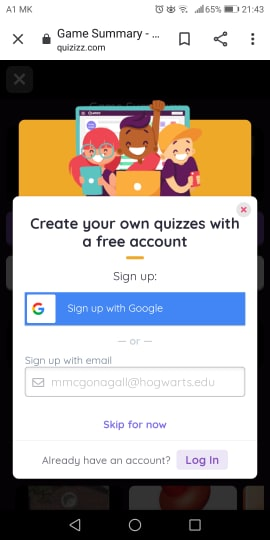 A1 MK 65% 21:43
Game Summary - ...
quizizz.com
Create your own quizzes with
a free account
Sign up:
Sign up with Google
— or —
Sign up with email
mmcgonagall@hogwarts.edu
Skip for now
Already have an account? Log In